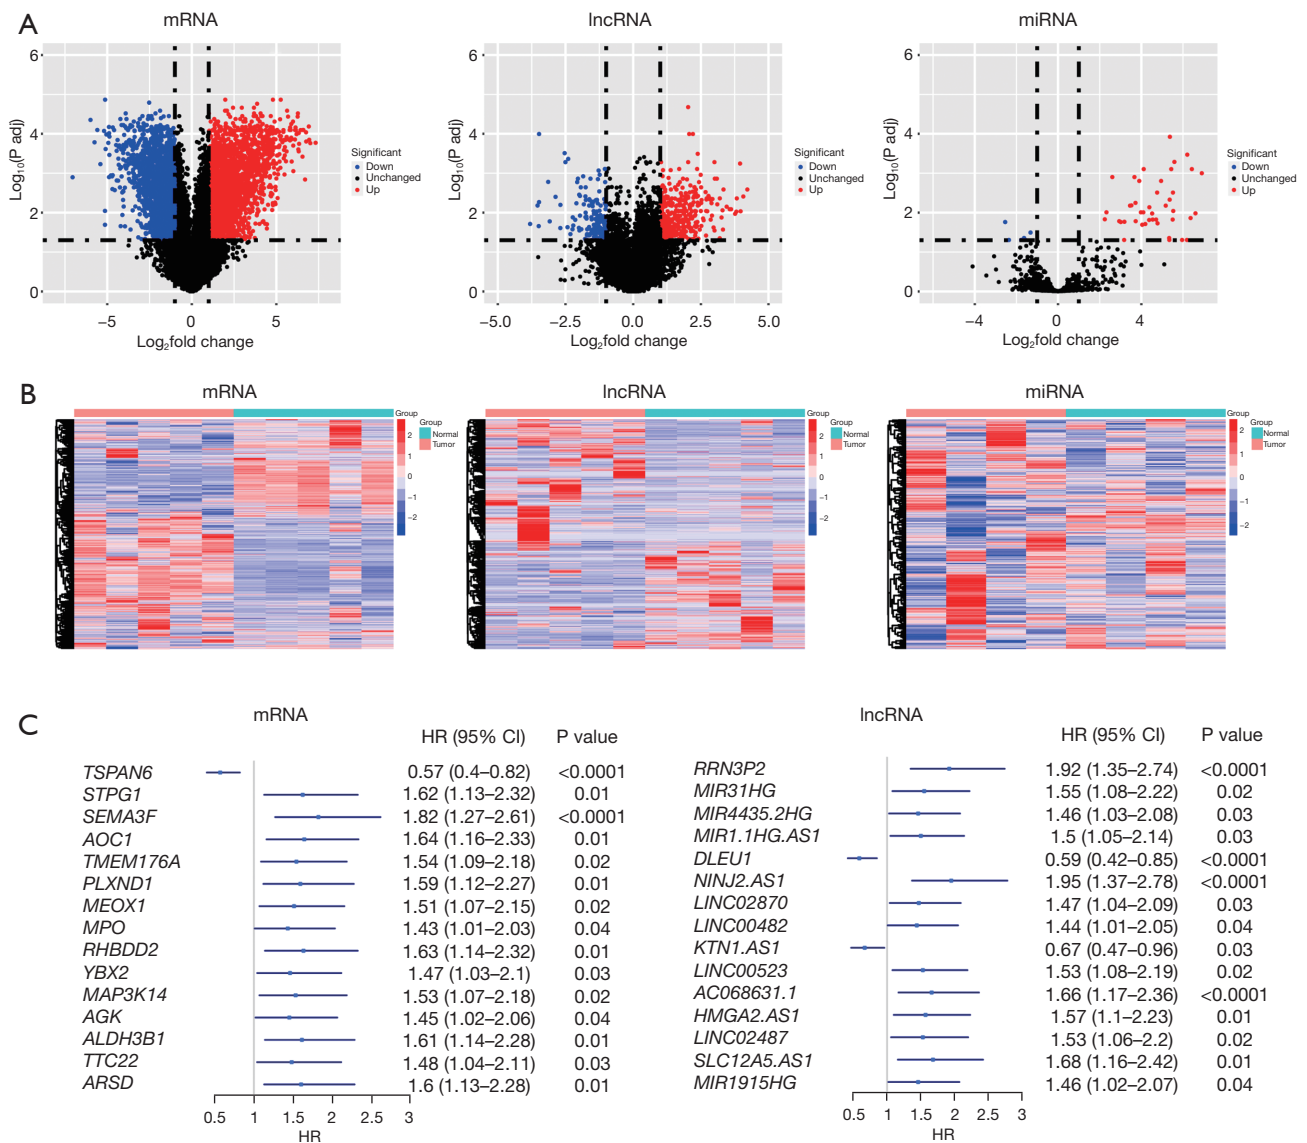 A
mRNA
lncRNA
miRNA
Log10(P adj)
6
4
2
0
−5
0
5
Log2fold change
Significant
Down
Unchanged
Up
Log10(P adj)
6
4
2
0
−5.0
−2.5
0.0
2.5
5.0
Log2fold change
Significant
Down
Unchanged
Up
Log10(P adj)
6
4
2
0
−4
0
4
Log2fold change
Significant
Down
Unchanged
Up
B
mRNA
lncRNA
miRNA
Group
2
1
0
−1
−2
Group
Normal
Tumor
Group
2
1
0
−1
−2
Group
Normal
Tumor
Group
2
1
0
−1
−2
Group
Normal
Tumor
C
mRNA
HR (95% CI) P value
TSPAN6 0.57 (0.4–0.82) <0.0001
STPG1 1.62 (1.13–2.32) 0.01
SEMA3F 1.82 (1.27–2.61) <0.0001
AOC1 1.64 (1.16–2.33) 0.01
TMEM176A 1.54 (1.09–2.18) 0.02
PLXND1 1.59 (1.12–2.27) 0.01
MEOX1 1.51 (1.07–2.15) 0.02
MPO 1.43 (1.01–2.03) 0.04
RHBDD2 1.63 (1.14–2.32) 0.01
YBX2 1.47 (1.03–2.1) 0.03
MAP3K14 1.53 (1.07–2.18) 0.02
AGK 1.45 (1.02–2.06) 0.04
ALDH3B1 1.61 (1.14–2.28) 0.01
TTC22 1.48 (1.04–2.11) 0.03
ARSD 1.6 (1.13–2.28) 0.01
0.5 1 1.5 2 2.5 3
HR
lncRNA
HR (95% CI) P value
RRN3P2 1.92 (1.35–2.74) <0.0001
MIR31HG 1.55 (1.08–2.22) 0.02
MIR4435.2HG 1.46 (1.03–2.08) 0.03
MIR1.1HG.AS1 1.5 (1.05–2.14) 0.03
DLEU1 0.59 (0.42–0.85) <0.0001
NINJ2.AS1 1.95 (1.37–2.78) <0.0001
LINC02870 1.47 (1.04–2.09) 0.03
LINC00482 1.44 (1.01–2.05) 0.04
KTN1.AS1 0.67 (0.47–0.96) 0.03
LINC00523 1.53 (1.08–2.19) 0.02
AC068631.1 1.66 (1.17–2.36) <0.0001
HMGA2.AS1 1.57 (1.1–2.23) 0.01
LINC02487 1.53 (1.06–2.2) 0.02
SLC12A5.AS1 1.68 (1.16–2.42) 0.01
MIR1915HG 1.46 (1.02–2.07) 0.04
0.5 1 1.5 2 2.5 3
HR